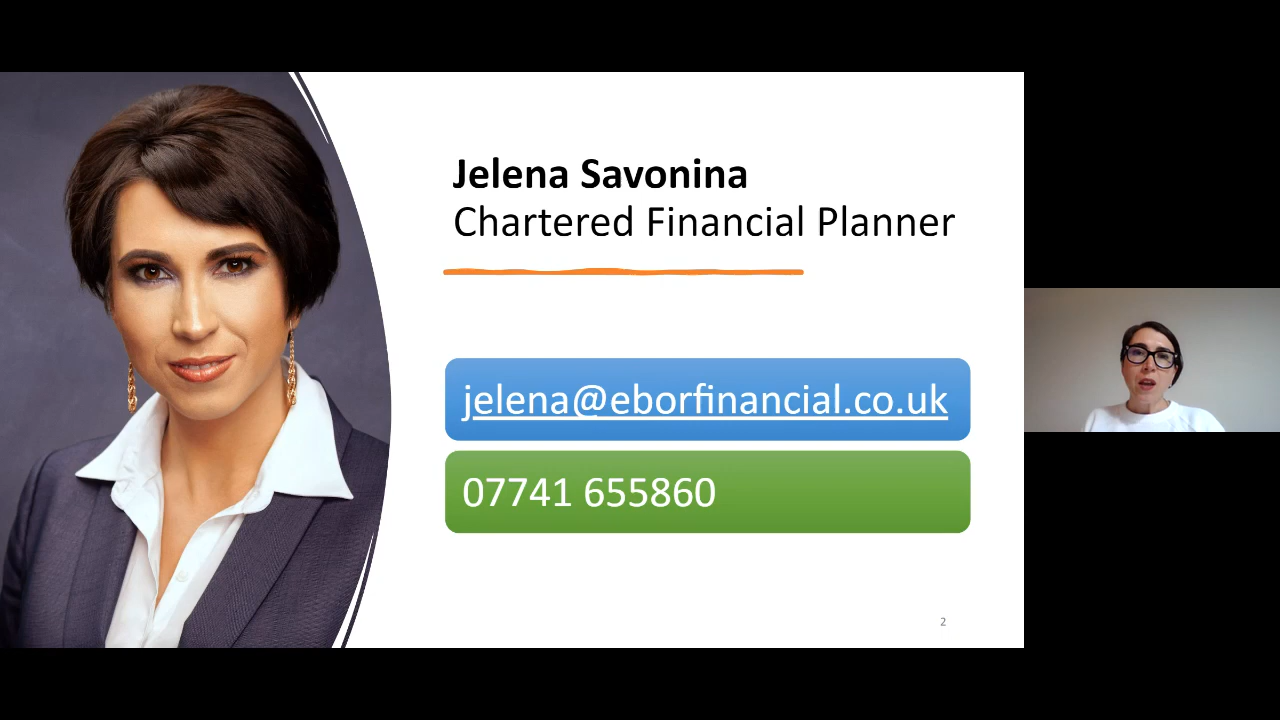 Jelena Savonina
Chartered Financial Planner
jelena@eborfinancial.co.uk
07741 655860
2